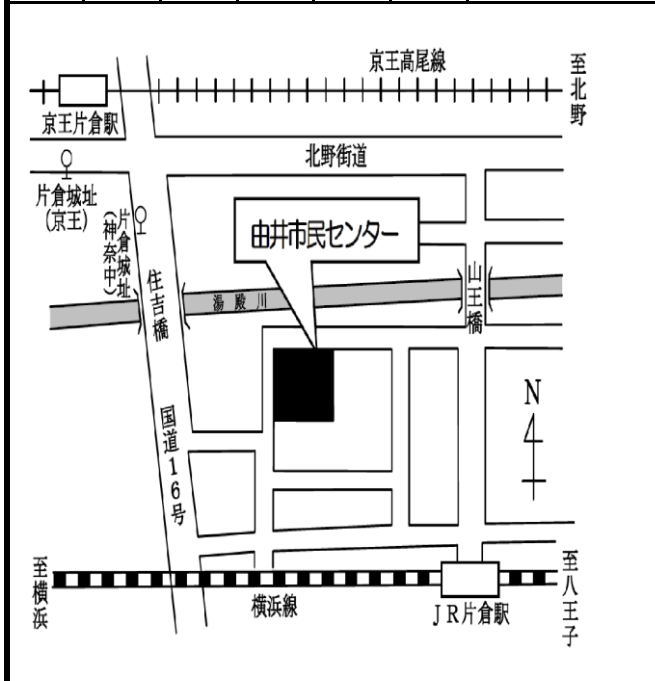 京王高尾線
至北野
京王片倉駅
北野街道
片倉城址
(京王)
片倉城址
(神奈中)
由井市民センター
住吉橋
湯殿川
山王橋
N
国道16号
至横浜
横浜線
JR片倉駅
至八王子